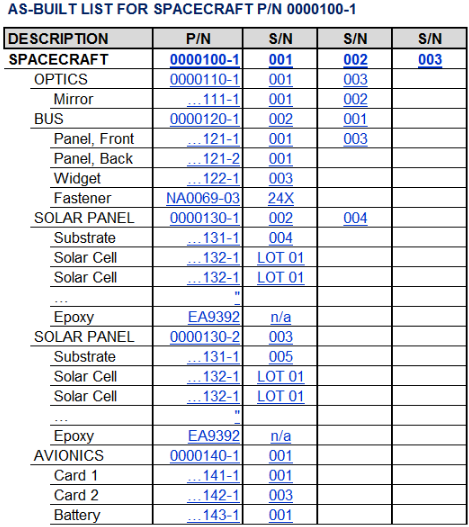 AS-BUILT LIST FOR SPACECRAFT P/N 0000100-1
DESCRIPTION P/N S/N S/N S/N
SPACECRAFT 0000100-1 001 002 003
OPTICS 0000110-1 001 003
Mirror ...111-1 001 002
BUS 0000120-1 002 001
Panel, Front ...121-1 001 003
Panel, Back ...121-2 001
Widget ...122-1 003
Fastener NA0069-03 24X
SOLAR PANEL 0000130-1 002 004
Substrate ...131-1 004
Solar Cell ...132-1 LOT 01
Solar Cell ...132-1 LOT 01
... "
Epoxy EA9392 n/a
SOLAR PANEL 0000130-2 003
Substrate ...131-1 005
Solar Cell ...132-1 LOT 01
Solar Cell ...132-1 LOT 01
... "
Epoxy EA9392 n/a
AVIONICS 0000140-1 001
Card 1 ...141-1 001
Card 2 ...142-1 003
Battery ...143-1 001